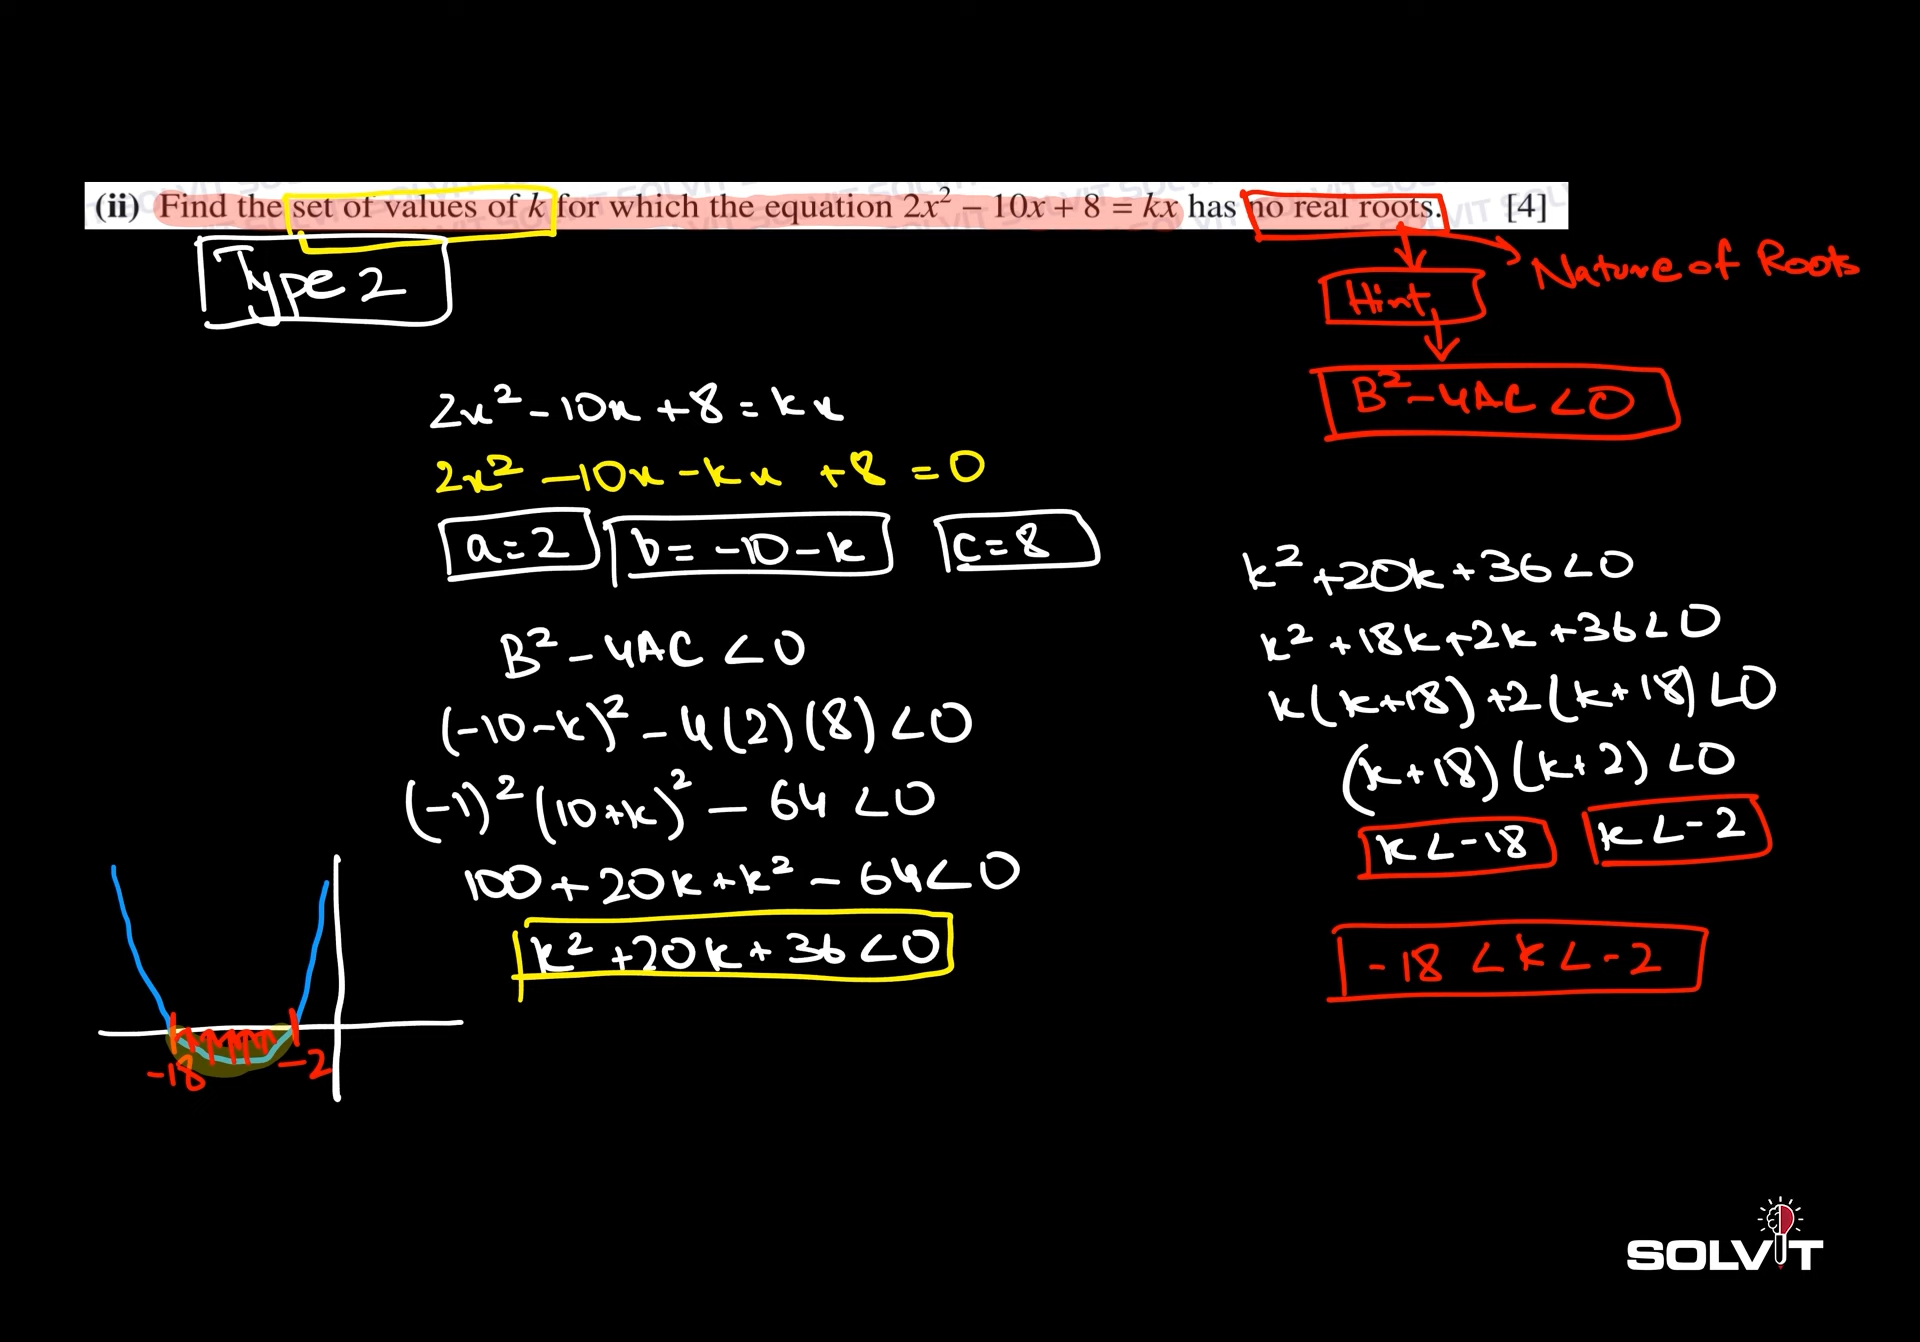 (ii) Find the set of values of k for which the equation 2x² − 10x + 8 = kx has no real roots. [4]
Type 2
Nature of Roots
Hint
B² − 4AC < 0
2x² − 10x + 8 = kx
2x² − 10x − kx + 8 = 0
a = 2 b = −10 − k c = 8
B² − 4AC < 0
(−10 − k)² − 4(2)(8) < 0
(−1)² (10 + k)² − 64 < 0
100 + 20k + k² − 64 < 0
k² + 20k + 36 < 0
−18 −2
k² + 20k + 36 < 0
k² + 18k + 2k + 36 < 0
k(k + 18) + 2(k + 18) < 0
(k + 18)(k + 2) < 0
k < −18 k < −2
−18 < k < −2
SOLVIT